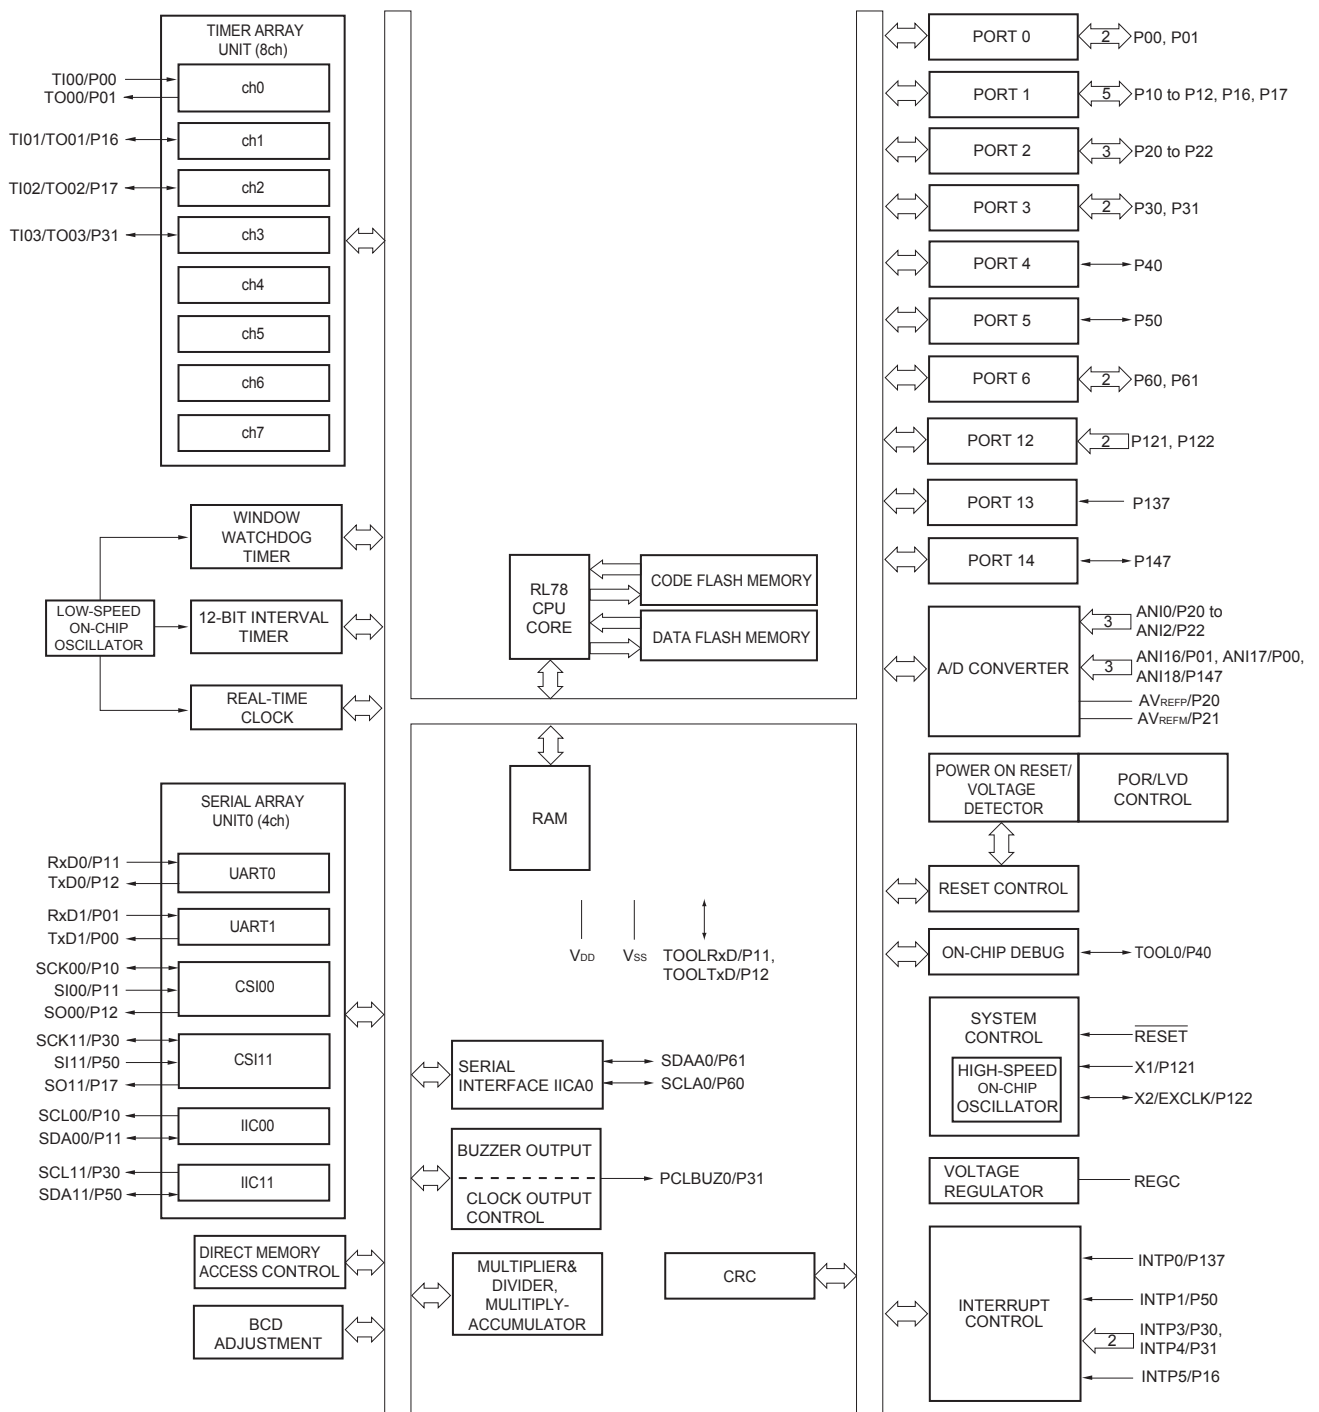 TIMER ARRAY
UNIT (8ch)
TI00/P00
TO00/P01
ch0
TI01/TO01/P16
ch1
TI02/TO02/P17
ch2
TI03/TO03/P31
ch3
ch4
ch5
ch6
ch7
WINDOW
WATCHDOG
TIMER
LOW-SPEED
ON-CHIP
OSCILLATOR
12-BIT INTERVAL
TIMER
REAL-TIME
CLOCK
SERIAL ARRAY
UNIT0 (4ch)
RxD0/P11
TxD0/P12
UART0
RxD1/P01
TxD1/P00
UART1
SCK00/P10
SI00/P11
SO00/P12
CSI00
SCK11/P30
SI11/P50
SO11/P17
CSI11
SCL00/P10
SDA00/P11
IIC00
SCL11/P30
SDA11/P50
IIC11
DIRECT MEMORY
ACCESS CONTROL
BCD
ADJUSTMENT
RL78
CPU
CORE
CODE FLASH MEMORY
DATA FLASH MEMORY
RAM
VDD
VSS
TOOLRxD/P11,
TOOLTxD/P12
SERIAL
INTERFACE IICA0
SDAA0/P61
SCLA0/P60
BUZZER OUTPUT
CLOCK OUTPUT
CONTROL
PCLBUZ0/P31
MULTIPLIER&
DIVIDER,
MULITIPLY-
ACCUMULATOR
CRC
PORT 0
2
P00, P01
PORT 1
5
P10 to P12, P16, P17
PORT 2
3
P20 to P22
PORT 3
2
P30, P31
PORT 4
P40
PORT 5
P50
PORT 6
2
P60, P61
PORT 12
2
P121, P122
PORT 13
P137
PORT 14
P147
A/D CONVERTER
3
ANI0/P20 to
ANI2/P22
3
ANI16/P01, ANI17/P00,
ANI18/P147
AVREFP/P20
AVREFM/P21
POWER ON RESET/
VOLTAGE
DETECTOR
POR/LVD
CONTROL
RESET CONTROL
ON-CHIP DEBUG
TOOL0/P40
SYSTEM
CONTROL
HIGH-SPEED
ON-CHIP
OSCILLATOR
RESET
X1/P121
X2/EXCLK/P122
VOLTAGE
REGULATOR
REGC
INTERRUPT
CONTROL
INTP0/P137
INTP1/P50
2
INTP3/P30,
INTP4/P31
INTP5/P16